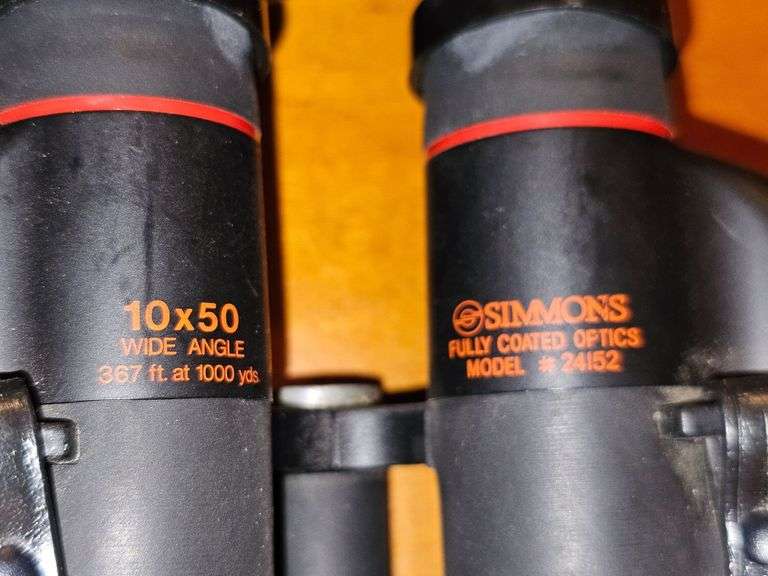 10x50
WIDE ANGLE
367 ft. at 1000 yds.
SIMMONS
FULLY COATED OPTICS
MODEL # 24152